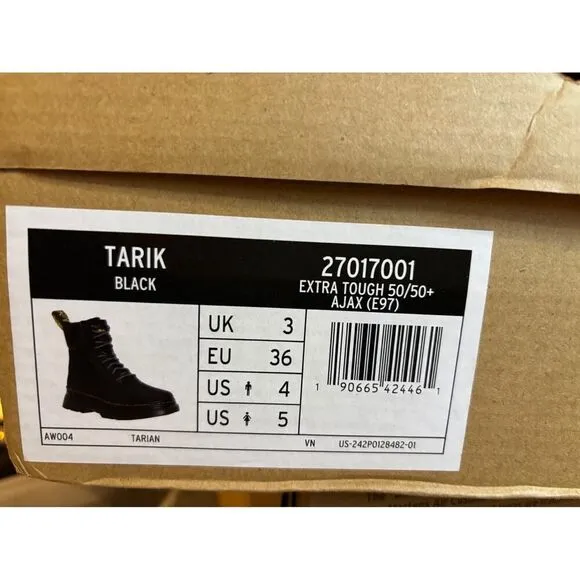 TARIK
BLACK
27017001
EXTRA TOUGH 50/50+
AJAX (E97)
UK 3
EU 36
US 4
US 5
1 90665 42446 1
AW004 TARIAN VN US-242P0128482-01